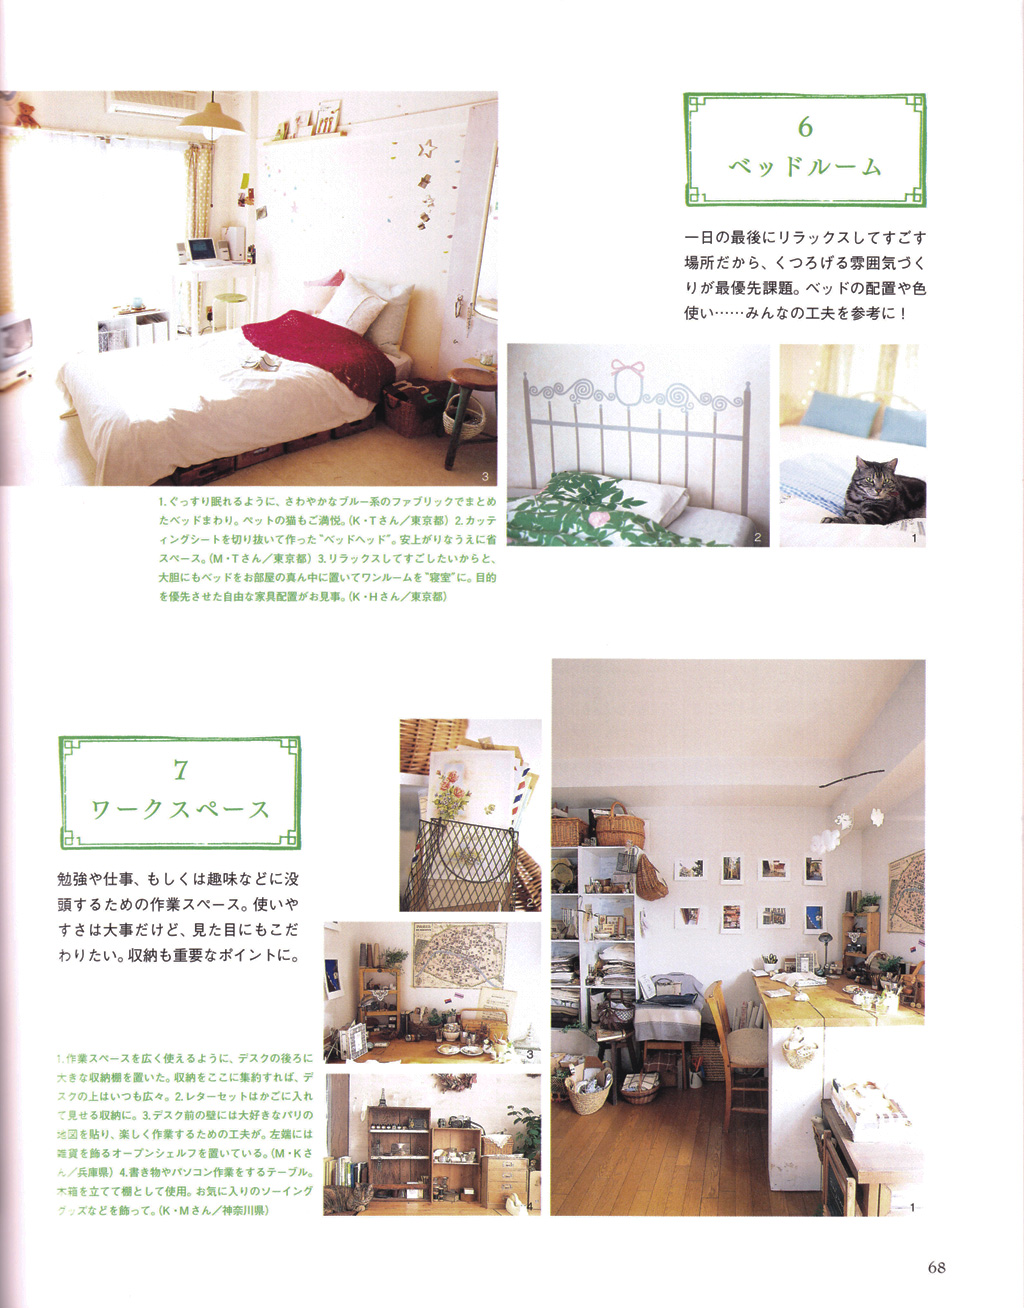 6
ベッドルーム
一日の最後にリラックスしてすごす
場所だから、くつろげる雰囲気づく
りが最優先課題。ベッドの配置や色
使い……みんなの工夫を参考に！
3
2
1
1.ぐっすり眠れるように、さわやかなブルー系のファブリックでまとめ
たベッドまわり。ペットの猫もご満悦。（K・Tさん／東京都）2.カッテ
ィングシートを切り抜いて作った“ベッドヘッド”。安上がりなうえに省
スペース。（M・Tさん／東京都）3.リラックスしてすごしたいからと、
大胆にもベッドをお部屋の真ん中に置いてワンルームを“寝室”に。目的
を優先させた自由な家具配置がお見事。（K・Hさん／東京都）
7
ワークスペース
勉強や仕事、もしくは趣味などに没
頭するための作業スペース。使いや
すさは大事だけど、見た目にもこだ
わりたい。収納も重要なポイントに。
2
3
4
1
1.作業スペースを広く使えるように、デスクの後ろに
大きな収納棚を置いた。収納をここに集約すれば、デ
スクの上はいつも広々。2.レターセットはかごに入れ
て見せる収納に。3.デスク前の壁には大好きなパリの
地図を貼り、楽しく作業するための工夫が。左端には
雑貨を飾るオープンシェルフを置いている。（M・Kさ
ん／兵庫県）4.書き物やパソコン作業をするテーブル。
木箱を立てて棚として使用。お気に入りのソーイング
グッズなどを飾って。（K・Mさん／神奈川県）
68